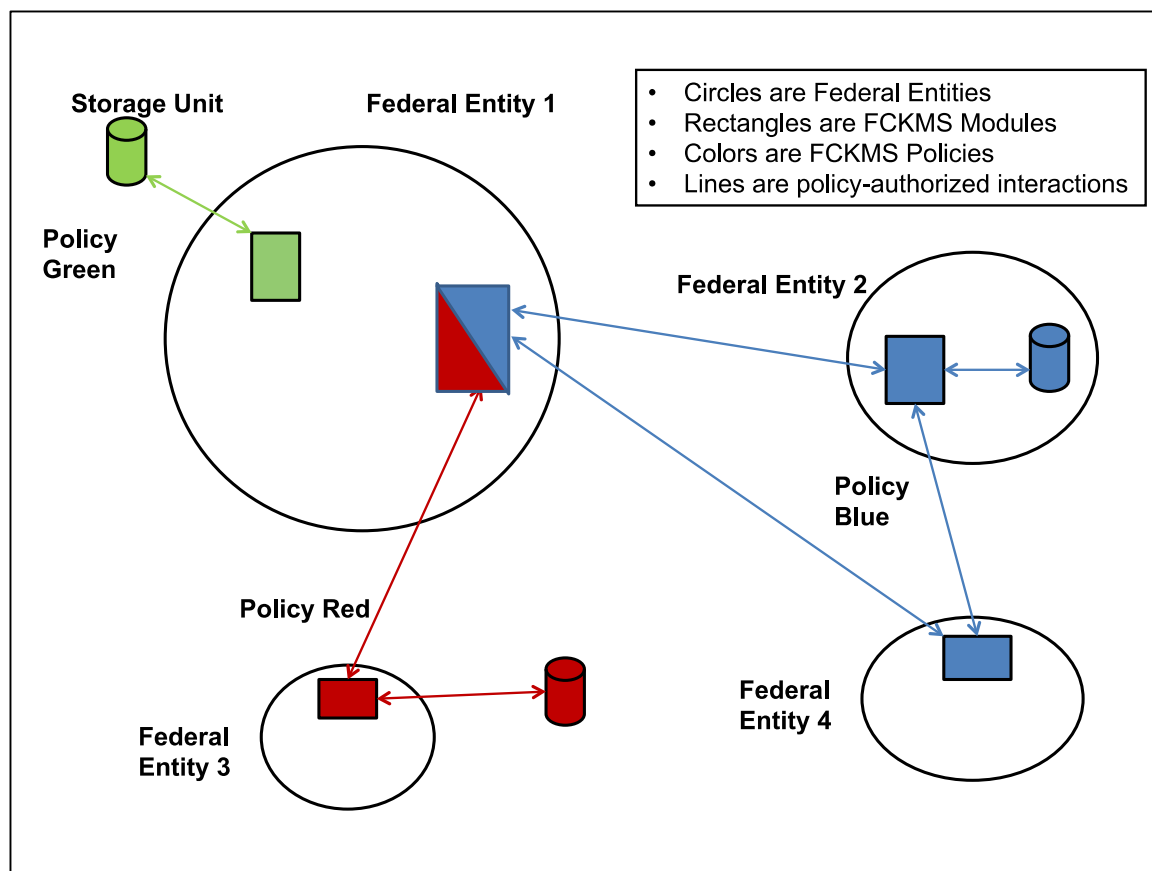 Storage Unit
Federal Entity 1
• Circles are Federal Entities
• Rectangles are FCKMS Modules
• Colors are FCKMS Policies
• Lines are policy-authorized interactions
Policy
Green
Federal Entity 2
Policy
Blue
Policy Red
Federal
Entity 3
Federal
Entity 4